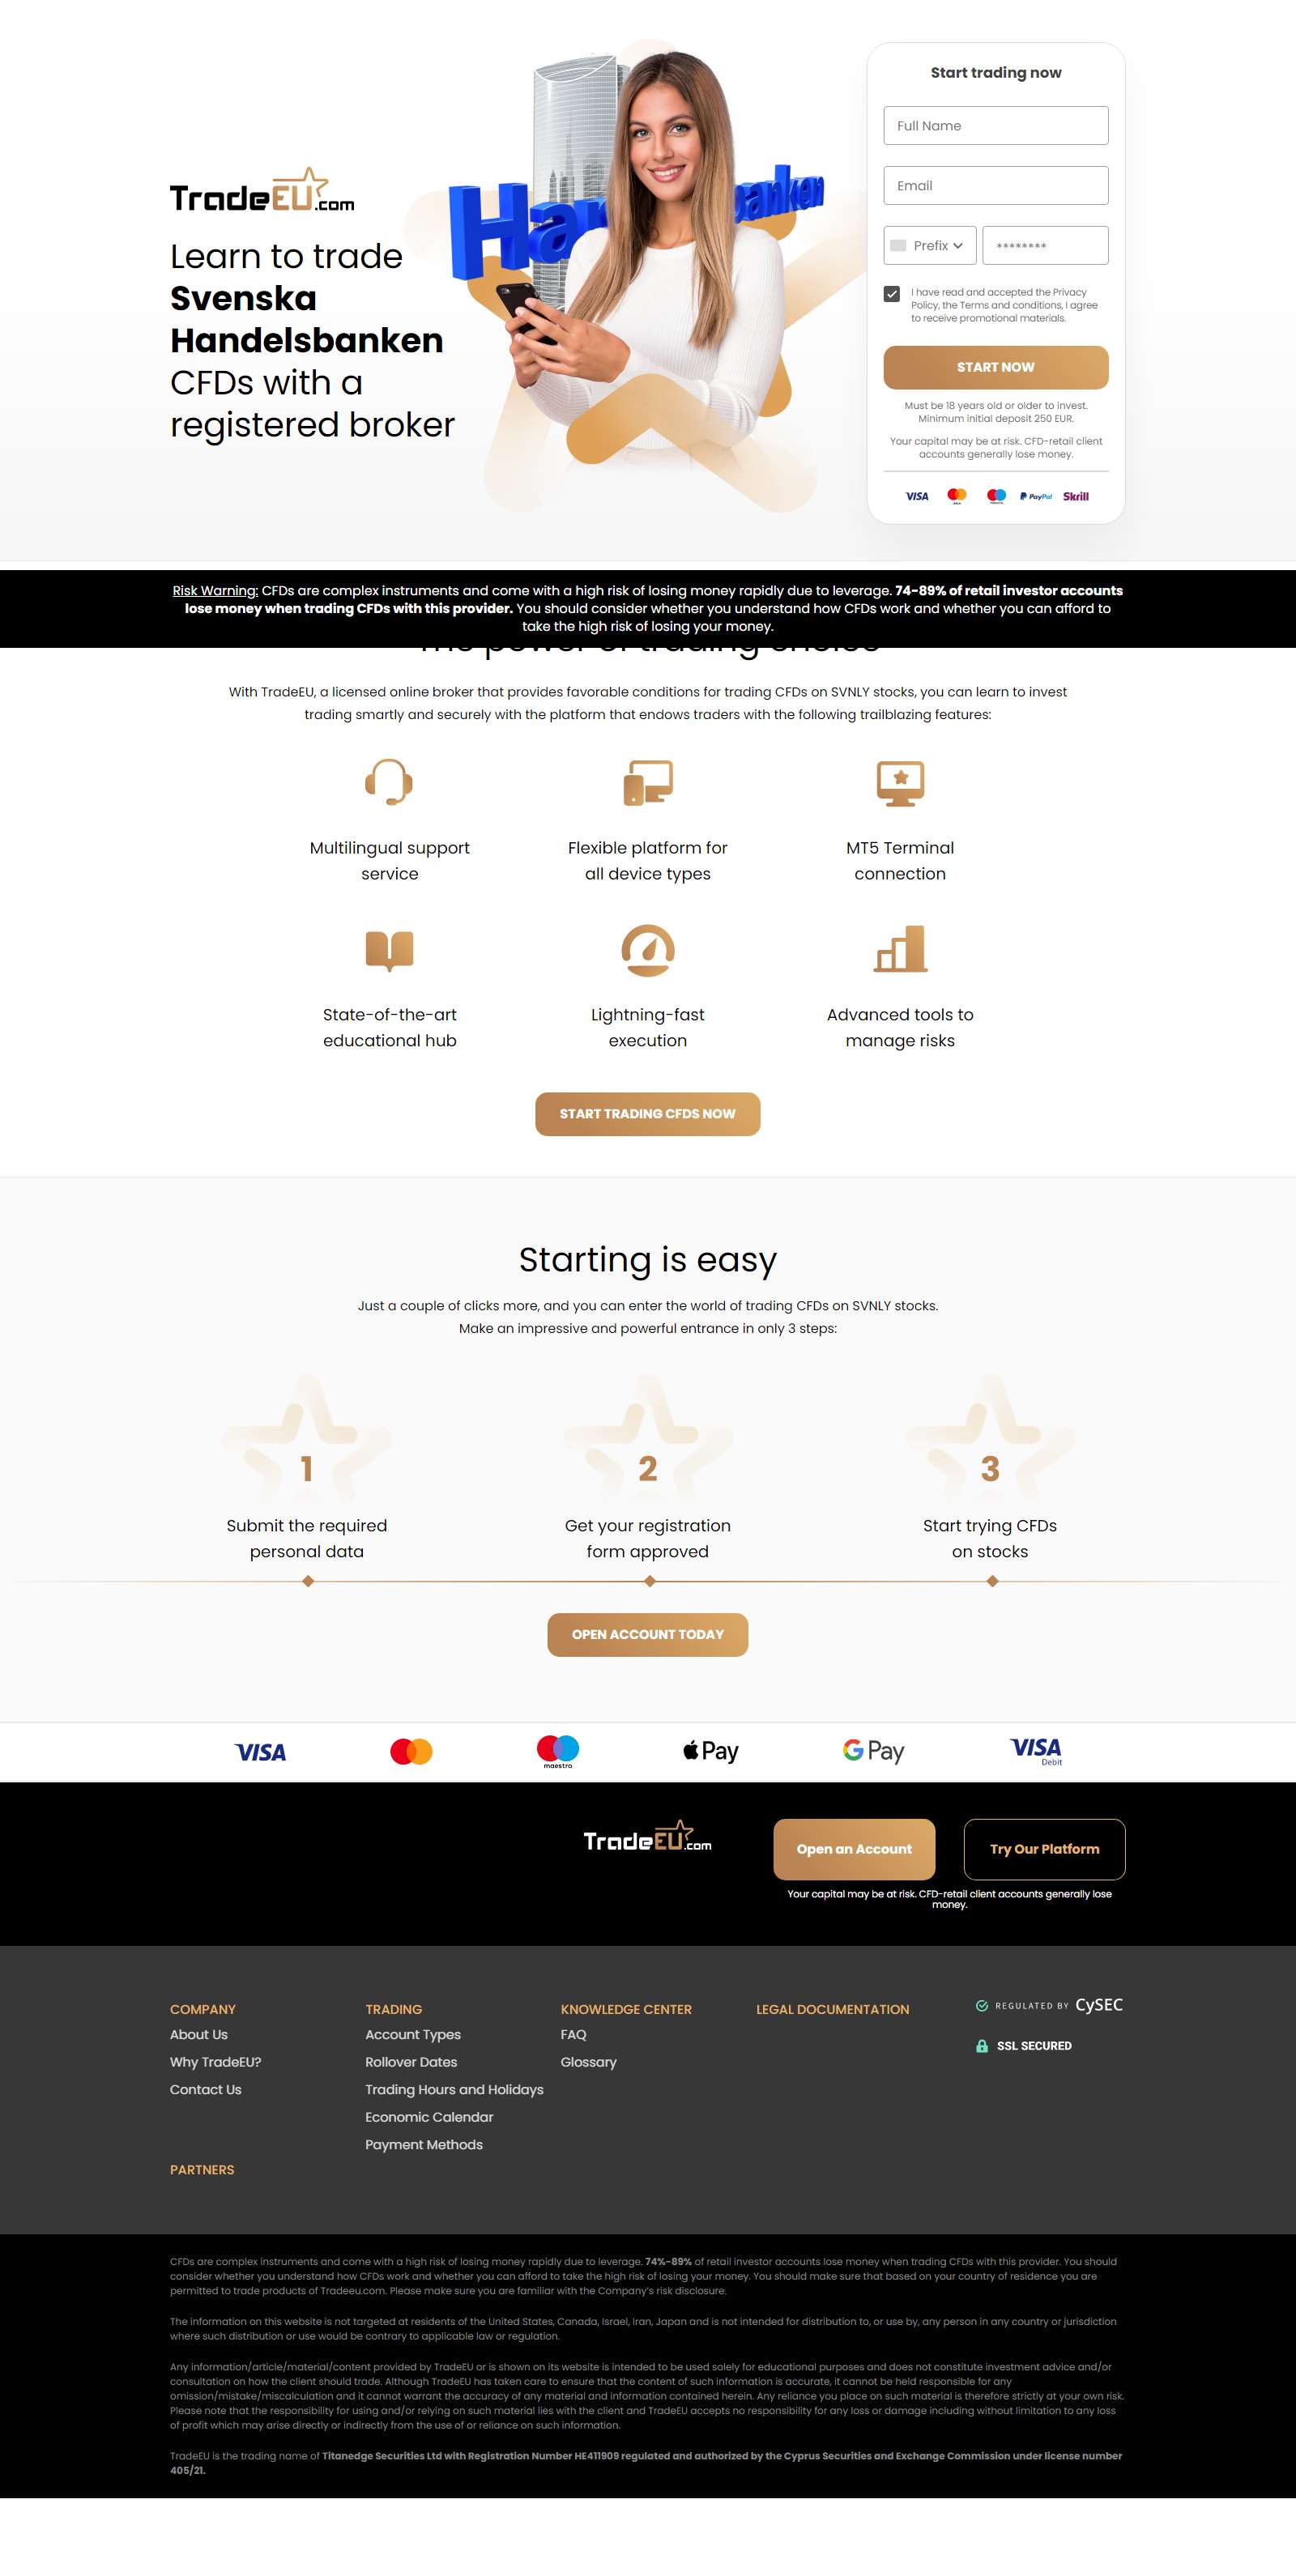 Start trading now
Full Name
Email
Prefix
********
I have read and accepted the Privacy
Policy, the Terms and conditions, I agree
to receive promotional materials.
START NOW
Must be 18 years old or older to invest.
Minimum initial deposit 250 EUR.
Your capital may be at risk. CFD-retail client
accounts generally lose money.
VISA PayPal Skrill
TradeEU.com
Learn to trade
Svenska
Handelsbanken
CFDs with a
registered broker
Han anken
Risk Warning: CFDs are complex instruments and come with a high risk of losing money rapidly due to leverage. 74-89% of retail investor accounts
lose money when trading CFDs with this provider. You should consider whether you understand how CFDs work and whether you can afford to
take the high risk of losing your money.
The power of trading choice
With TradeEU, a licensed online broker that provides favorable conditions for trading CFDs on SVNLY stocks, you can learn to invest
trading smartly and securely with the platform that endows traders with the following trailblazing features:
Multilingual support
service
Flexible platform for
all device types
MT5 Terminal
connection
State-of-the-art
educational hub
Lightning-fast
execution
Advanced tools to
manage risks
START TRADING CFDS NOW
Starting is easy
Just a couple of clicks more, and you can enter the world of trading CFDs on SVNLY stocks.
Make an impressive and powerful entrance in only 3 steps:
1
Submit the required
personal data
2
Get your registration
form approved
3
Start trying CFDs
on stocks
OPEN ACCOUNT TODAY
VISA
maestro
Pay
G Pay
VISA
Debit
TradeEU.com
Open an Account
Try Our Platform
Your capital may be at risk. CFD-retail client accounts generally lose
money.
COMPANY
About Us
Why TradeEU?
Contact Us
PARTNERS
TRADING
Account Types
Rollover Dates
Trading Hours and Holidays
Economic Calendar
Payment Methods
KNOWLEDGE CENTER
FAQ
Glossary
LEGAL DOCUMENTATION
REGULATED BY CySEC
SSL SECURED
CFDs are complex instruments and come with a high risk of losing money rapidly due to leverage. 74%-89% of retail investor accounts lose money when trading CFDs with this provider. You should
consider whether you understand how CFDs work and whether you can afford to take the high risk of losing your money. You should make sure that based on your country of residence you are
permitted to trade products of Tradeeu.com. Please make sure you are familiar with the Company's risk disclosure.
The information on this website is not targeted at residents of the United States, Canada, Israel, Iran, Japan and is not intended for distribution to, or use by, any person in any country or jurisdiction
where such distribution or use would be contrary to applicable law or regulation.
Any information/article/material/content provided by TradeEU or is shown on its website is intended to be used solely for educational purposes and does not constitute investment advice and/or
consultation on how the client should trade. Although TradeEU has taken care to ensure that the content of such information is accurate, it cannot be held responsible for any
omission/mistake/miscalculation and it cannot warrant the accuracy of any material and information contained herein. Any reliance you place on such material is therefore strictly at your own risk.
Please note that the responsibility for using and/or relying on such material lies with the client and TradeEU accepts no responsibility for any loss or damage including without limitation to any loss
of profit which may arise directly or indirectly from the use of or reliance on such information.
TradeEU is the trading name of Titanedge Securities Ltd with Registration Number HE411909 regulated and authorized by the Cyprus Securities and Exchange Commission under license number
405/21.